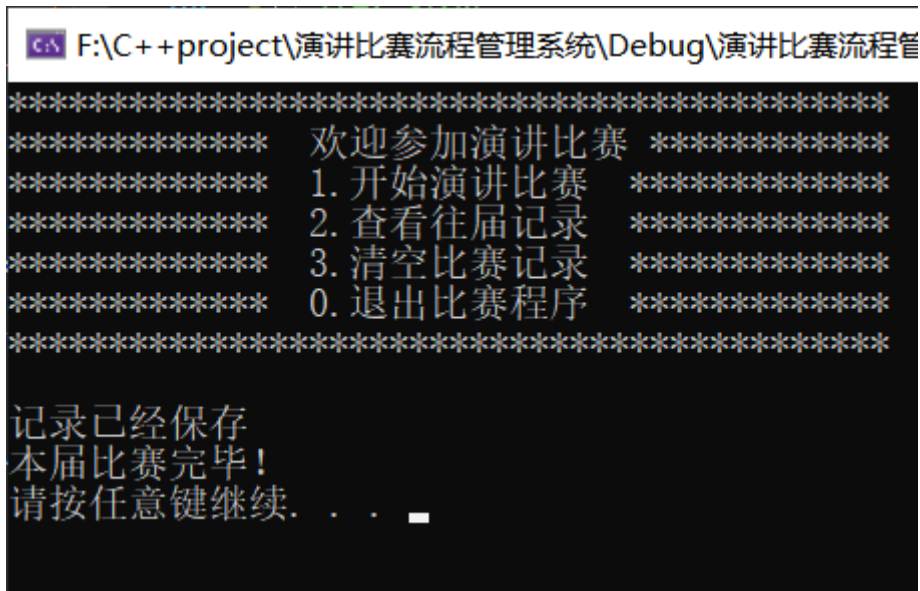 F:\C++project\演讲比赛流程管理系统\Debug\演讲比赛流程管
********************************************
*************  欢迎参加演讲比赛 ************
*************  1.开始演讲比赛  *************
*************  2.查看往届记录  *************
*************  3.清空比赛记录  *************
*************  0.退出比赛程序  *************
********************************************
记录已经保存
本届比赛完毕!
请按任意键继续. . .